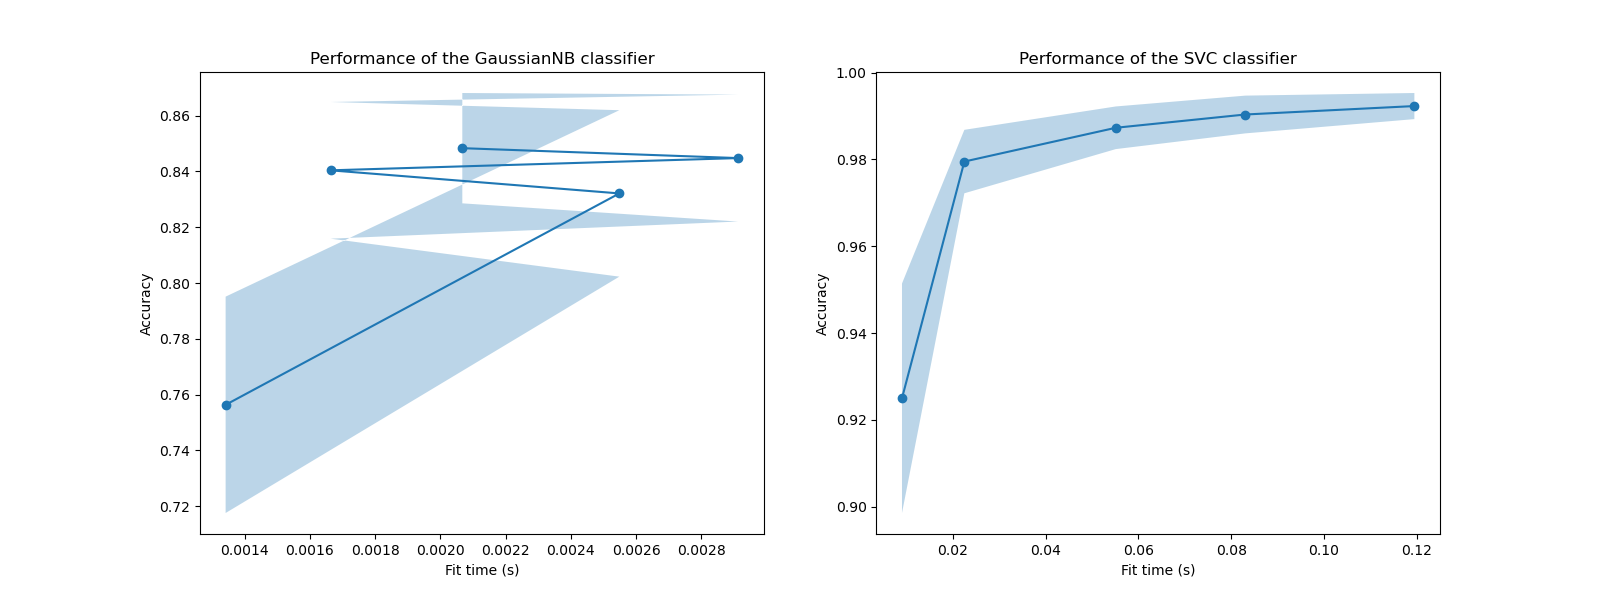 Performance of the GaussianNB classifier
0.86
0.84
0.82
0.80
0.78
0.76
0.74
0.72
Accuracy
0.0014 0.0016 0.0018 0.0020 0.0022 0.0024 0.0026 0.0028
Fit time (s)
Performance of the SVC classifier
1.00
0.98
0.96
0.94
0.92
0.90
Accuracy
0.02 0.04 0.06 0.08 0.10 0.12
Fit time (s)